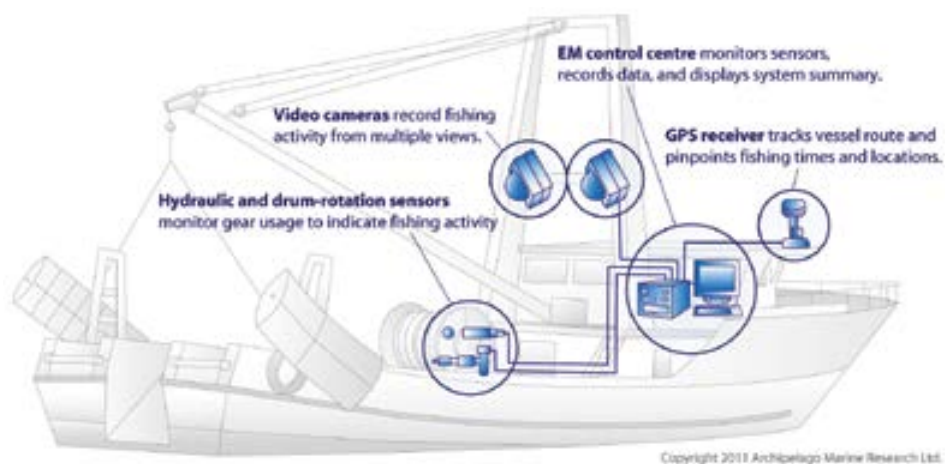 EM control centre monitors sensors,
records data, and displays system summary.
Video cameras record fishing
activity from multiple views.
GPS receiver tracks vessel route and
pinpoints fishing times and locations.
Hydraulic and drum-rotation sensors
monitor gear usage to indicate fishing activity
Copyright 2011 Archipelago Marine Research Ltd.